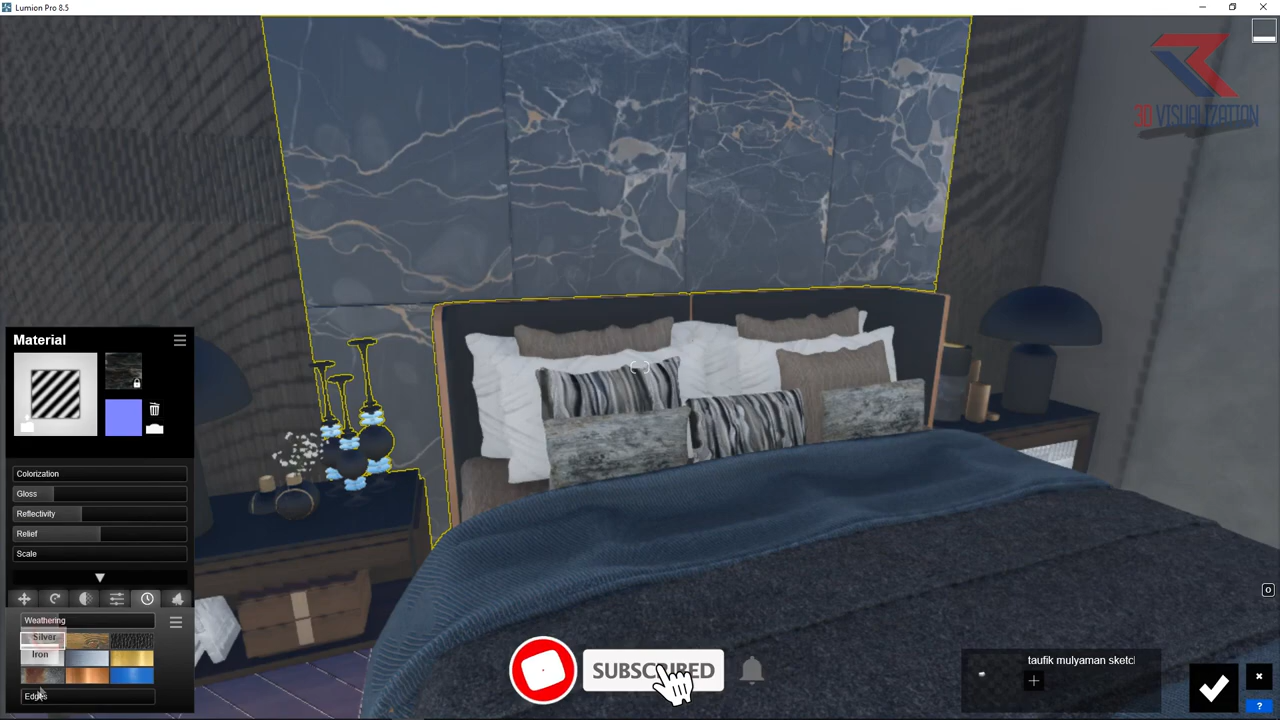 Lumion Pro 8.5
3D VISUALIZATION
Material
Colorization
Gloss
Reflectivity
Relief
Scale
Weathering
Silver
Iron
Edges
SUBSCRIBED
taufik mulyaman sketc
O
?